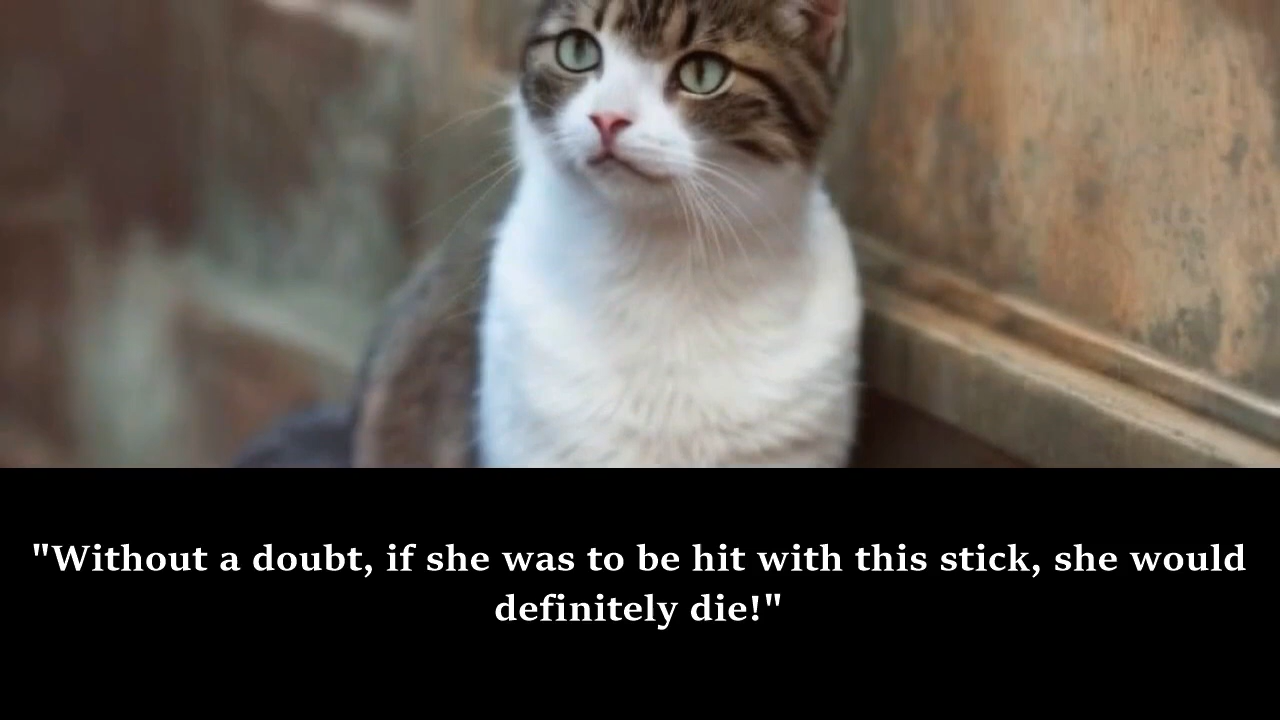 "Without a doubt, if she was to be hit with this stick, she would
definitely die!"